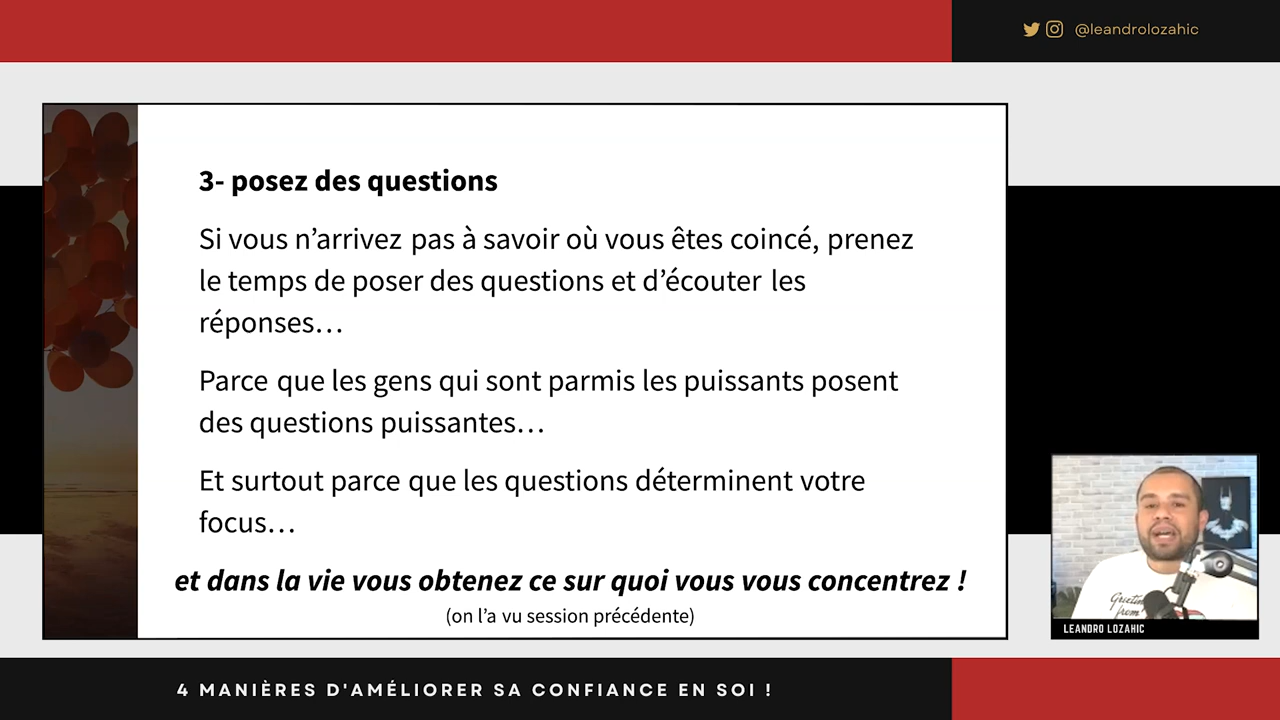 @leandrolozahic
3- posez des questions
Si vous n'arrivez pas à savoir où vous êtes coincé, prenez
le temps de poser des questions et d'écouter les
réponses…
Parce que les gens qui sont parmis les puissants posent
des questions puissantes…
Et surtout parce que les questions déterminent votre
focus…
et dans la vie vous obtenez ce sur quoi vous vous concentrez !
(on l'a vu session précédente)
Greetin
from
LEANDRO LOZAHIC
4 MANIÈRES D'AMÉLIORER SA CONFIANCE EN SOI !